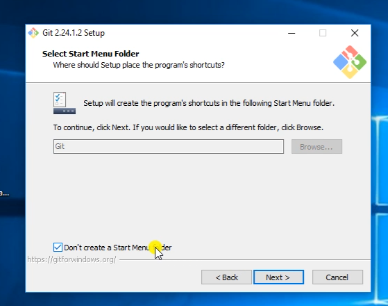 Git 2.24.1.2 Setup
Select Start Menu Folder
Where should Setup place the program's shortcuts?
Setup will create the program's shortcuts in the following Start Menu folder.
To continue, click Next. If you would like to select a different folder, click Browse.
Git
Browse...
a...
Don't create a Start Menu folder
https://gitforwindows.org/
< Back
Next >
Cancel